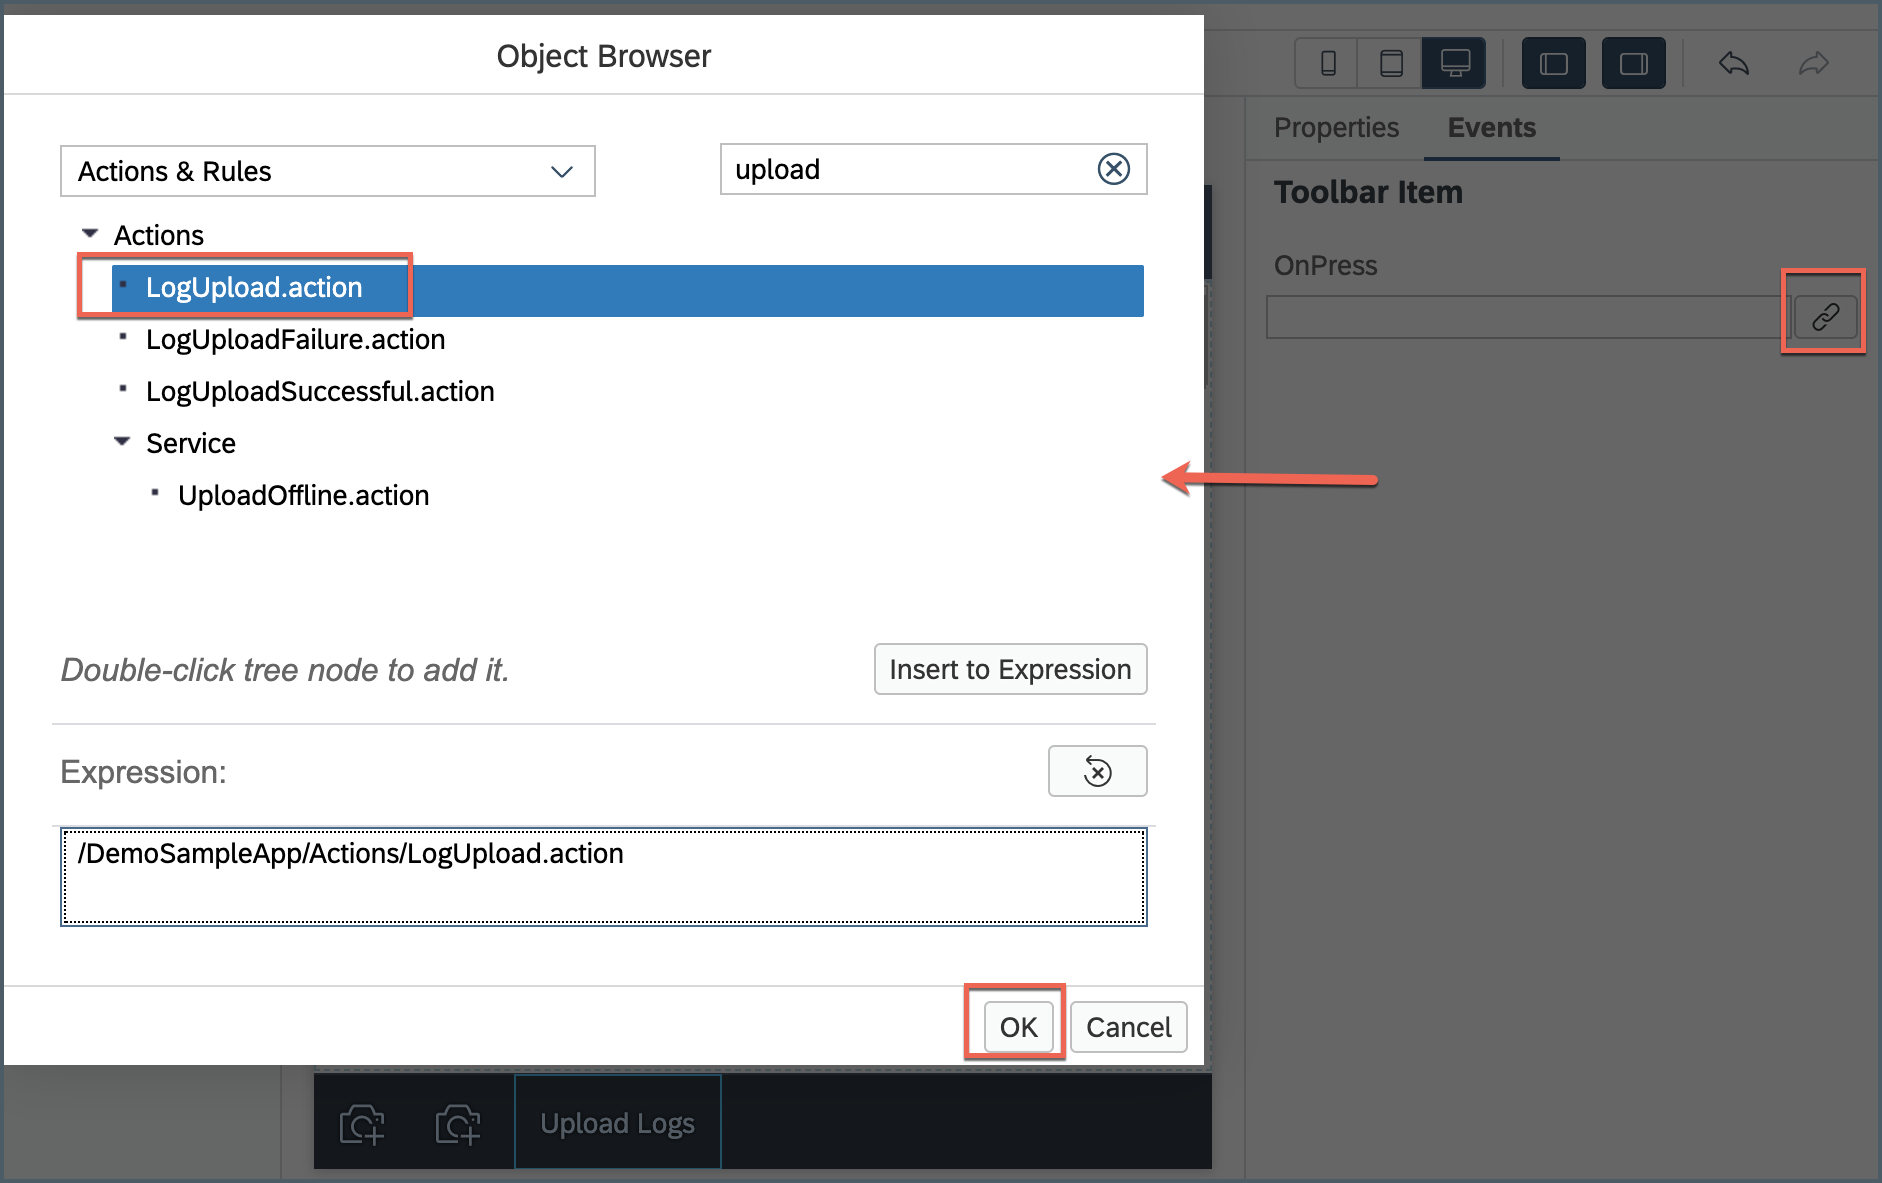 Object Browser
Actions & Rules
upload
Actions
LogUpload.action
LogUploadFailure.action
LogUploadSuccessful.action
Service
UploadOffline.action
Double-click tree node to add it.
Insert to Expression
Expression:
/DemoSampleApp/Actions/LogUpload.action
OK
Cancel
Properties
Events
Toolbar Item
OnPress
Upload Logs